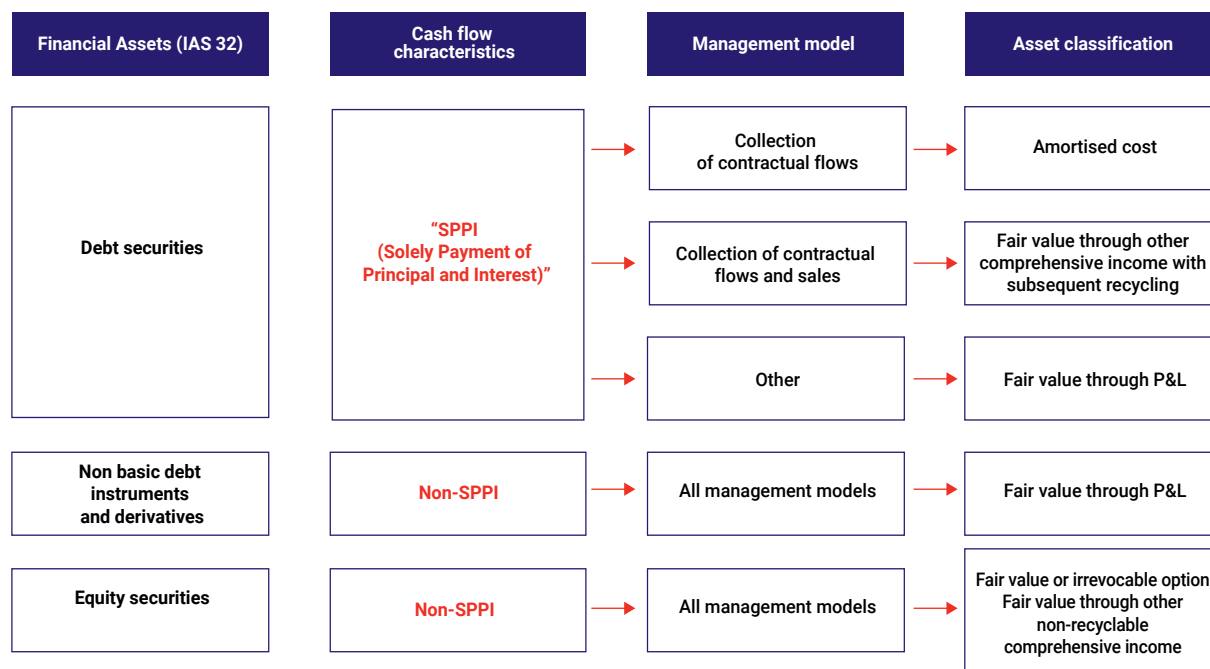 Financial Assets (IAS 32)
Cash flow
characteristics
Management model
Asset classification
Debt securities
“SPPI
(Solely Payment of
Principal and Interest)”
Collection
of contractual flows
Amortised cost
Collection of contractual
flows and sales
Fair value through other
comprehensive income with
subsequent recycling
Other
Fair value through P&L
Non basic debt
instruments
and derivatives
Non-SPPI
All management models
Fair value through P&L
Equity securities
Non-SPPI
All management models
Fair value or irrevocable option
Fair value through other
non-recyclable
comprehensive income